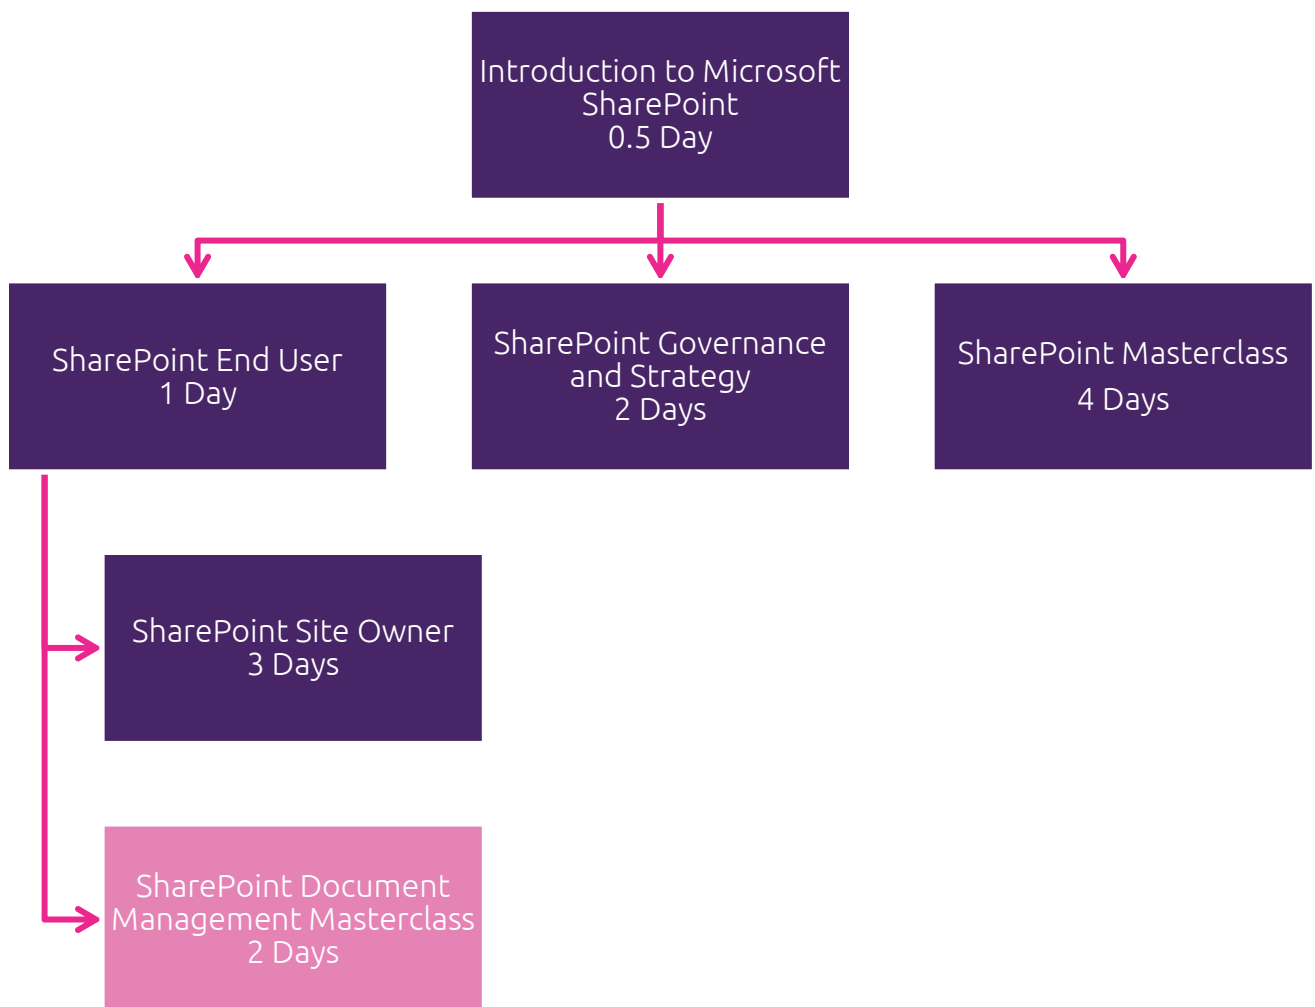 Introduction to Microsoft
SharePoint
0.5 Day
SharePoint End User
1 Day
SharePoint Governance
and Strategy
2 Days
SharePoint Masterclass
4 Days
SharePoint Site Owner
3 Days
SharePoint Document
Management Masterclass
2 Days